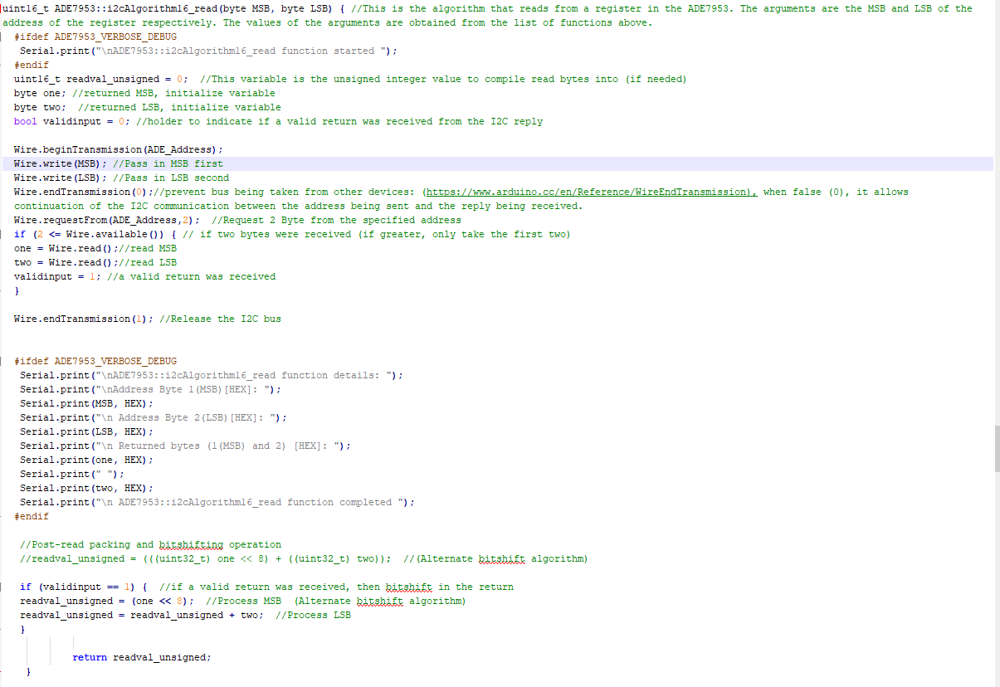 uint16_t ADE7953::i2cAlgorithm16_read(byte MSB, byte LSB) { //This is the algorithm that reads from a register in the ADE7953. The arguments are the MSB and LSB of the
address of the register respectively. The values of the arguments are obtained from the list of functions above.
#ifdef ADE7953_VERBOSE_DEBUG
Serial.print("\nADE7953::i2cAlgorithm16_read function started ");
#endif
uint16_t readval_unsigned = 0;  //This variable is the unsigned integer value to compile read bytes into (if needed)
byte one; //returned MSB, initialize variable
byte two;  //returned LSB, initialize variable
bool validinput = 0; //holder to indicate if a valid return was received from the I2C reply
Wire.beginTransmission(ADE_Address);
Wire.write(MSB); //Pass in MSB first
Wire.write(LSB); //Pass in LSB second
Wire.endTransmission(0);//prevent bus being taken from other devices: (https://www.arduino.cc/en/Reference/WireEndTransmission), when false (0), it allows
continuation of the I2C communication between the address being sent and the reply being received.
Wire.requestFrom(ADE_Address,2);  //Request 2 Byte from the specified address
if (2 <= Wire.available()) { // if two bytes were received (if greater, only take the first two)
one = Wire.read();//read MSB
two = Wire.read();//read LSB
validinput = 1; //a valid return was received
}
Wire.endTransmission(1); //Release the I2C bus
#ifdef ADE7953_VERBOSE_DEBUG
Serial.print("\nADE7953::i2cAlgorithm16_read function details: ");
Serial.print("\nAddress Byte 1(MSB)[HEX]: ");
Serial.print(MSB, HEX);
Serial.print("\n Address Byte 2(LSB)[HEX]: ");
Serial.print(LSB, HEX);
Serial.print("\n Returned bytes (1(MSB) and 2) [HEX]: ");
Serial.print(one, HEX);
Serial.print(" ");
Serial.print(two, HEX);
Serial.print("\n ADE7953::i2cAlgorithm16_read function completed ");
#endif
//Post-read packing and bitshifting operation
//readval_unsigned = (((uint32_t) one << 8) + ((uint32_t) two));  //(Alternate bitshift algorithm)
if (validinput == 1) {  //if a valid return was received, then bitshift in the return
readval_unsigned = (one << 8);  //Process MSB  (Alternate bitshift algorithm)
readval_unsigned = readval_unsigned + two;  //Process LSB
}
return readval_unsigned;
}